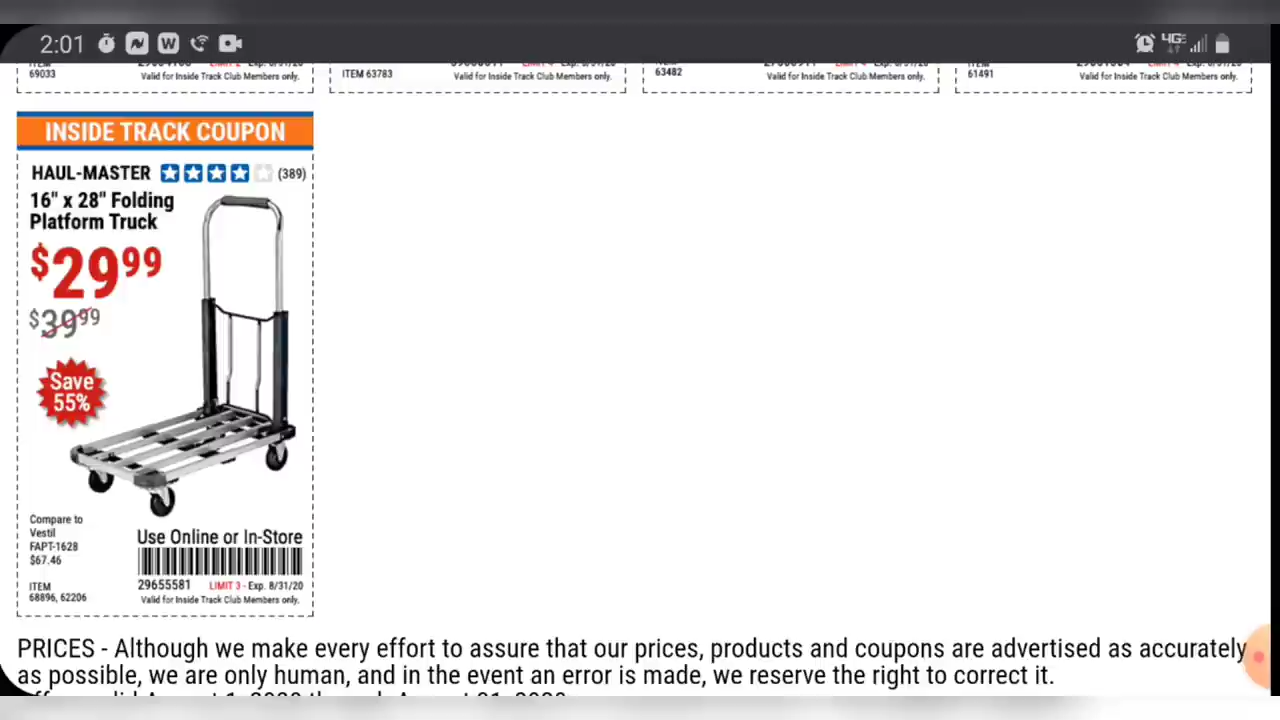 2:01 4G
69033 Valid for Inside Track Club Members only.
ITEM 63783 Valid for Inside Track Club Members only.
63482 Valid for Inside Track Club Members only.
61491 Valid for Inside Track Club Members only.
INSIDE TRACK COUPON
HAUL-MASTER (389)
16" x 28" Folding
Platform Truck
$2999
$3999
Save
55%
Compare to
Vestil
FAPT-1628
$67.46
ITEM
68896, 62206
Use Online or In-Store
29655581 LIMIT 3 - Exp. 8/31/20
Valid for Inside Track Club Members only.
PRICES - Although we make every effort to assure that our prices, products and coupons are advertised as accurately
as possible, we are only human, and in the event an error is made, we reserve the right to correct it.